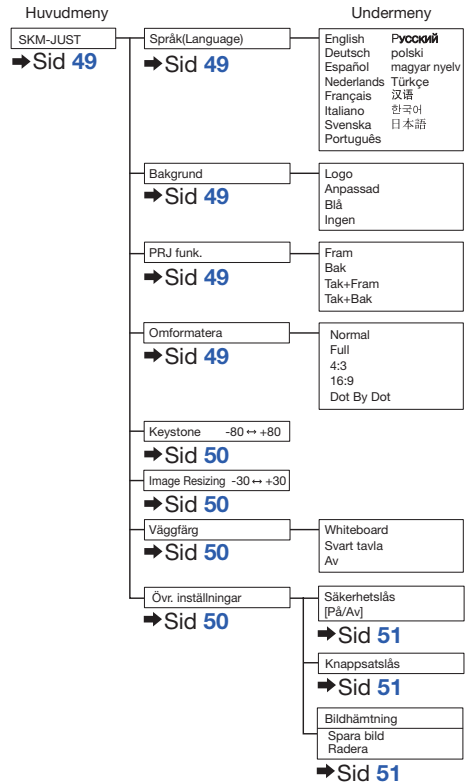 Huvudmeny Undermeny
SKM-JUST
➡Sid 49
Språk(Language)
➡Sid 49
English Русский
Deutsch polski
Español magyar nyelv
Nederlands Türkçe
Français 汉语
Italiano 한국어
Svenska 日本語
Português
Bakgrund
➡Sid 49
Logo
Anpassad
Blå
Ingen
PRJ funk.
➡Sid 49
Fram
Bak
Tak+Fram
Tak+Bak
Omformatera
➡Sid 49
Normal
Full
4:3
16:9
Dot By Dot
Keystone -80 ↔ +80
➡Sid 50
Image Resizing -30 ↔ +30
➡Sid 50
Väggfärg
➡Sid 50
Whiteboard
Svart tavla
Av
Övr. inställningar
➡Sid 50
Säkerhetslås
[På/Av]
➡Sid 51
Knappsatslås
➡Sid 51
Bildhämtning
Spara bild
Radera
➡Sid 51